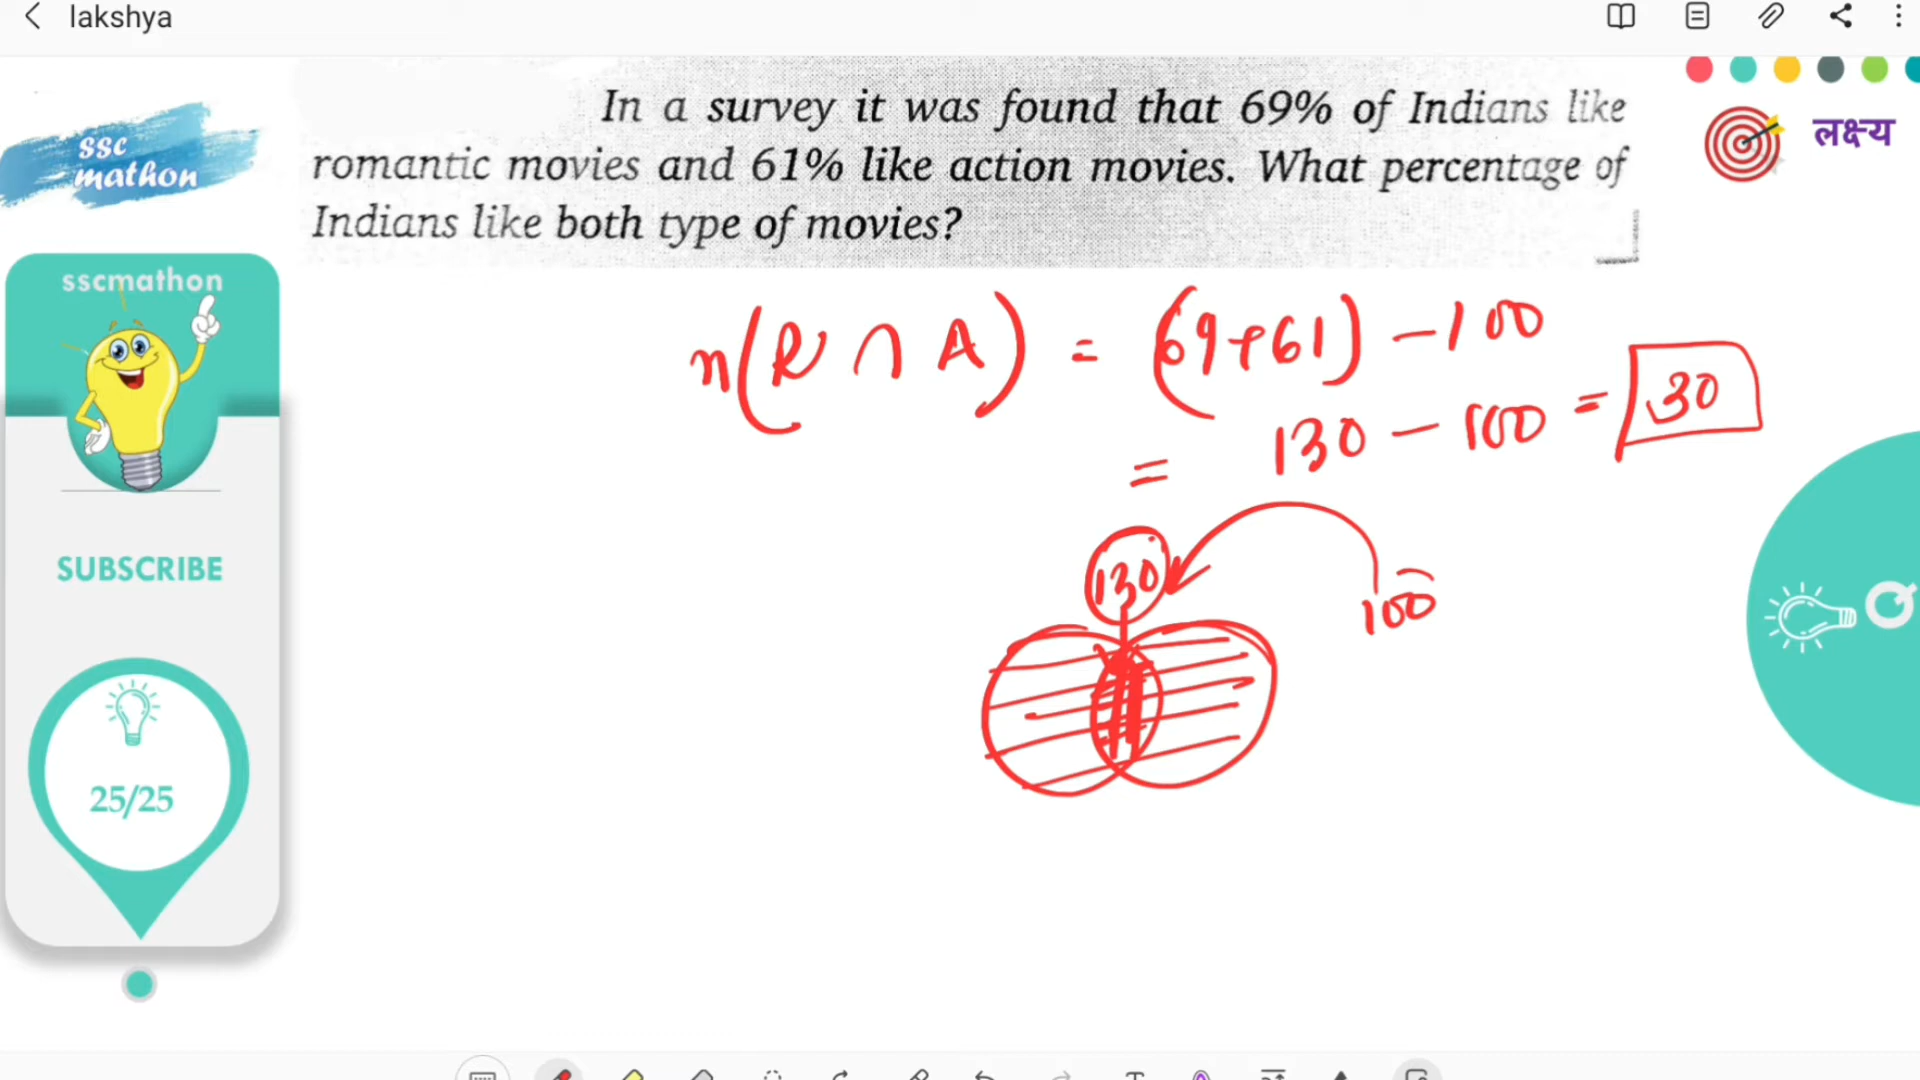 lakshya
In a survey it was found that 69% of Indians like
romantic movies and 61% like action movies. What percentage of
Indians like both type of movies?
ssc
mathon
लक्ष्य
sscmathon
SUBSCRIBE
25/25
n(R ∩ A) = (69+61) - 100
= 130 - 100 = 30
130
100
Q
T